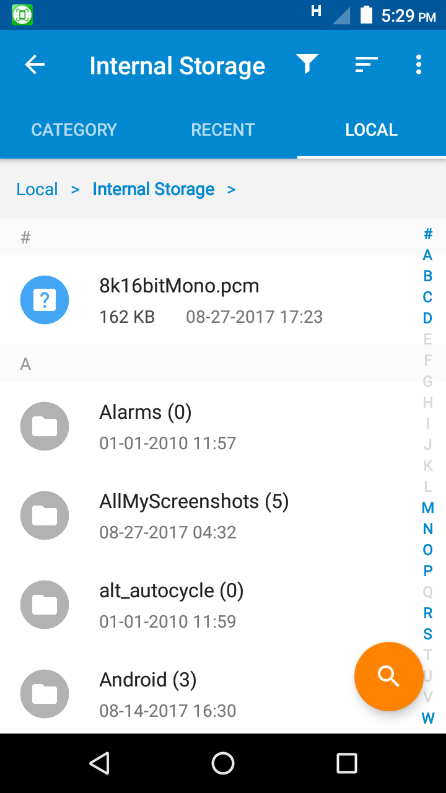 H 5:29 PM
Internal Storage
CATEGORY RECENT LOCAL
Local > Internal Storage >
#
8k16bitMono.pcm
162 KB 08-27-2017 17:23
A
Alarms (0)
01-01-2010 11:57
AllMyScreenshots (5)
08-27-2017 04:32
alt_autocycle (0)
01-01-2010 11:59
Android (3)
08-14-2017 16:30
#
A
B
C
D
E
F
G
H
I
J
K
L
M
N
O
P
Q
R
S
T
U
V
W